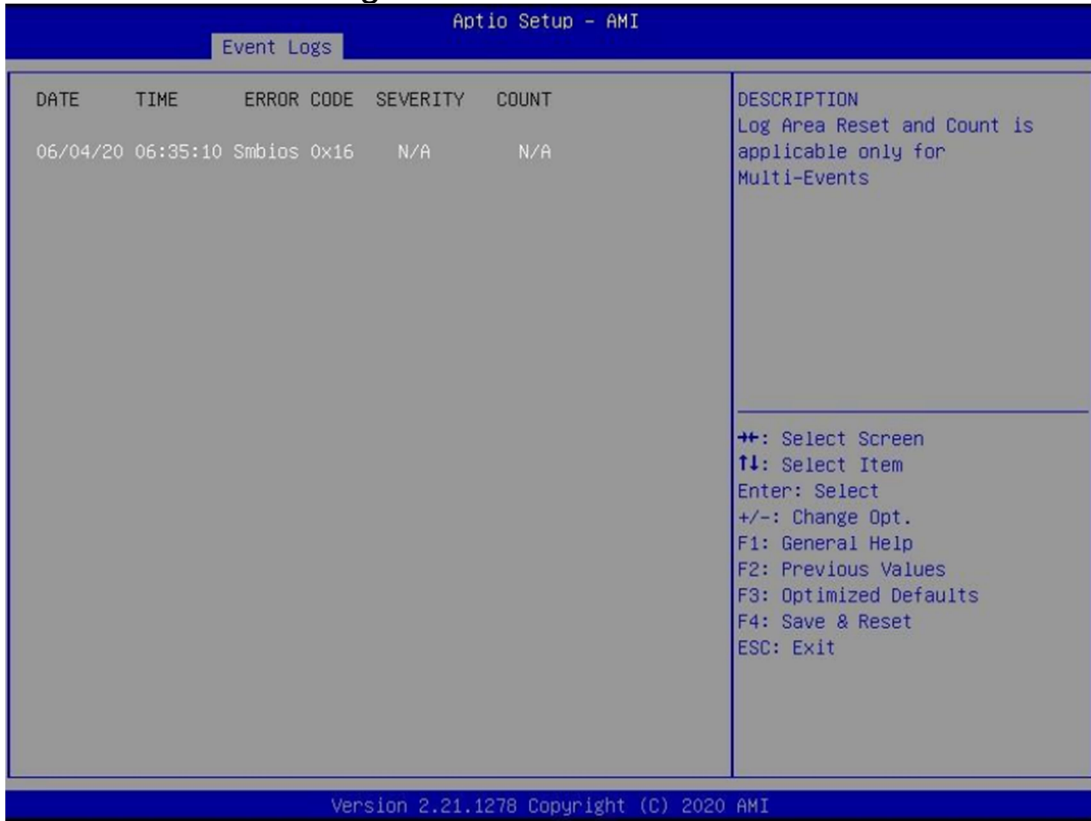 Aptio Setup - AMI
Event Logs
DATE TIME ERROR CODE SEVERITY COUNT
06/04/20 06:35:10 Smbios 0x16 N/A N/A
DESCRIPTION
Log Area Reset and Count is
applicable only for
Multi-Events
→←: Select Screen
↑↓: Select Item
Enter: Select
+/-: Change Opt.
F1: General Help
F2: Previous Values
F3: Optimized Defaults
F4: Save & Reset
ESC: Exit
Version 2.21.1278 Copyright (C) 2020 AMI